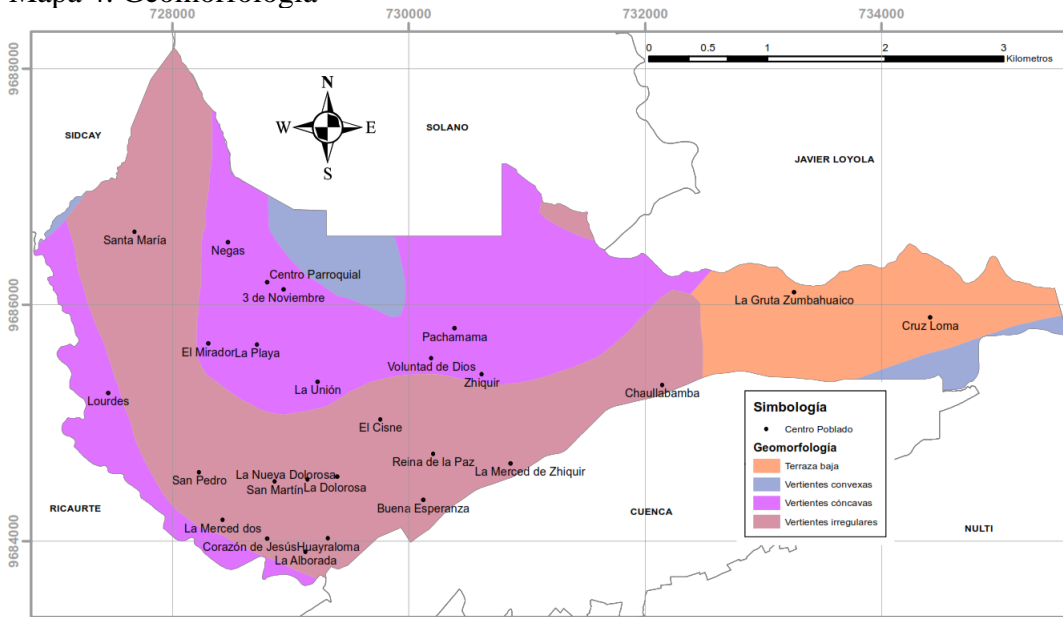 Mapa 4. Geomorfología
728000
730000
732000
734000
9688000
9686000
9684000
0
0.5
1
2
3
Kilometros
N
W
E
S
SIDCAY
SOLANO
JAVIER LOYOLA
Santa María
Negas
Centro Parroquial
3 de Noviembre
La Gruta Zumbahuaico
Cruz Loma
Pachamama
El Mirador
La Playa
Voluntad de Dios
Zhiquir
La Unión
Chaullabamba
Lourdes
El Cisne
Reina de la Paz
La Merced de Zhiquir
San Pedro
La Nueva Dolorosa
San Martín
La Dolorosa
Buena Esperanza
RICAURTE
CUENCA
NULTI
La Merced dos
Corazón de Jesús
Huayraloma
La Alborada
Simbología
Centro Poblado
Geomorfología
Terraza baja
Vertientes convexas
Vertientes cóncavas
Vertientes irregulares